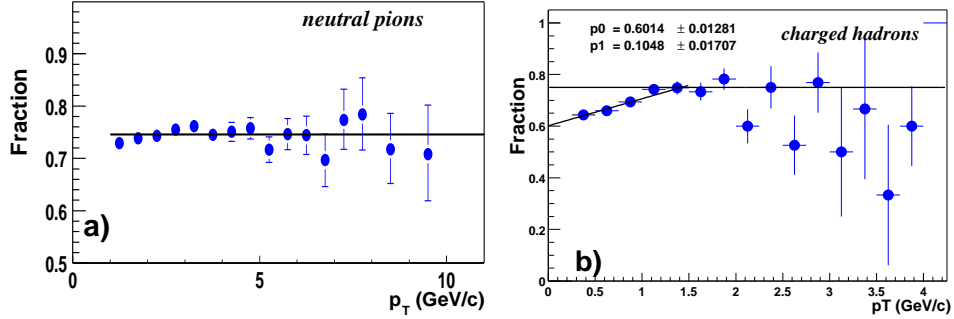 neutral pions
Fraction
0.9
0.8
0.7
0.6
0.5
a)
0
5
10
p_T (GeV/c)
p0 = 0.6014 ± 0.01281
p1 = 0.1048 ± 0.01707
charged hadrons
Fraction
1
0.8
0.6
0.4
0.2
0
b)
0
0.5
1
1.5
2
2.5
3
3.5
4
pT (GeV/c)